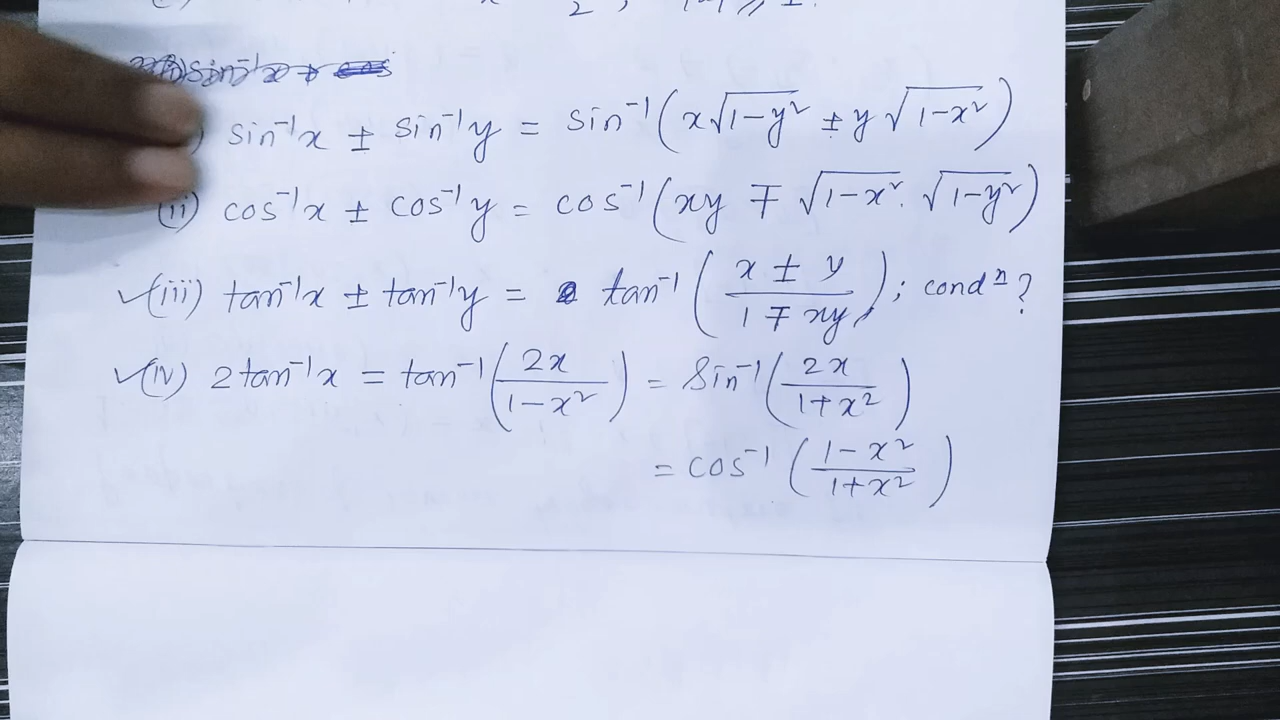 sin⁻¹x ± sin⁻¹y = sin⁻¹(x√1-y² ± y√1-x²)
(ii) cos⁻¹x ± cos⁻¹y = cos⁻¹(xy ∓ √1-x² . √1-y²)
✓(iii) tan⁻¹x ± tan⁻¹y = tan⁻¹(x ± y / 1 ∓ xy) ; condⁿ?
✓(iv) 2tan⁻¹x = tan⁻¹(2x / 1-x²) = Sin⁻¹(2x / 1+x²)
= cos⁻¹(1-x² / 1+x²)